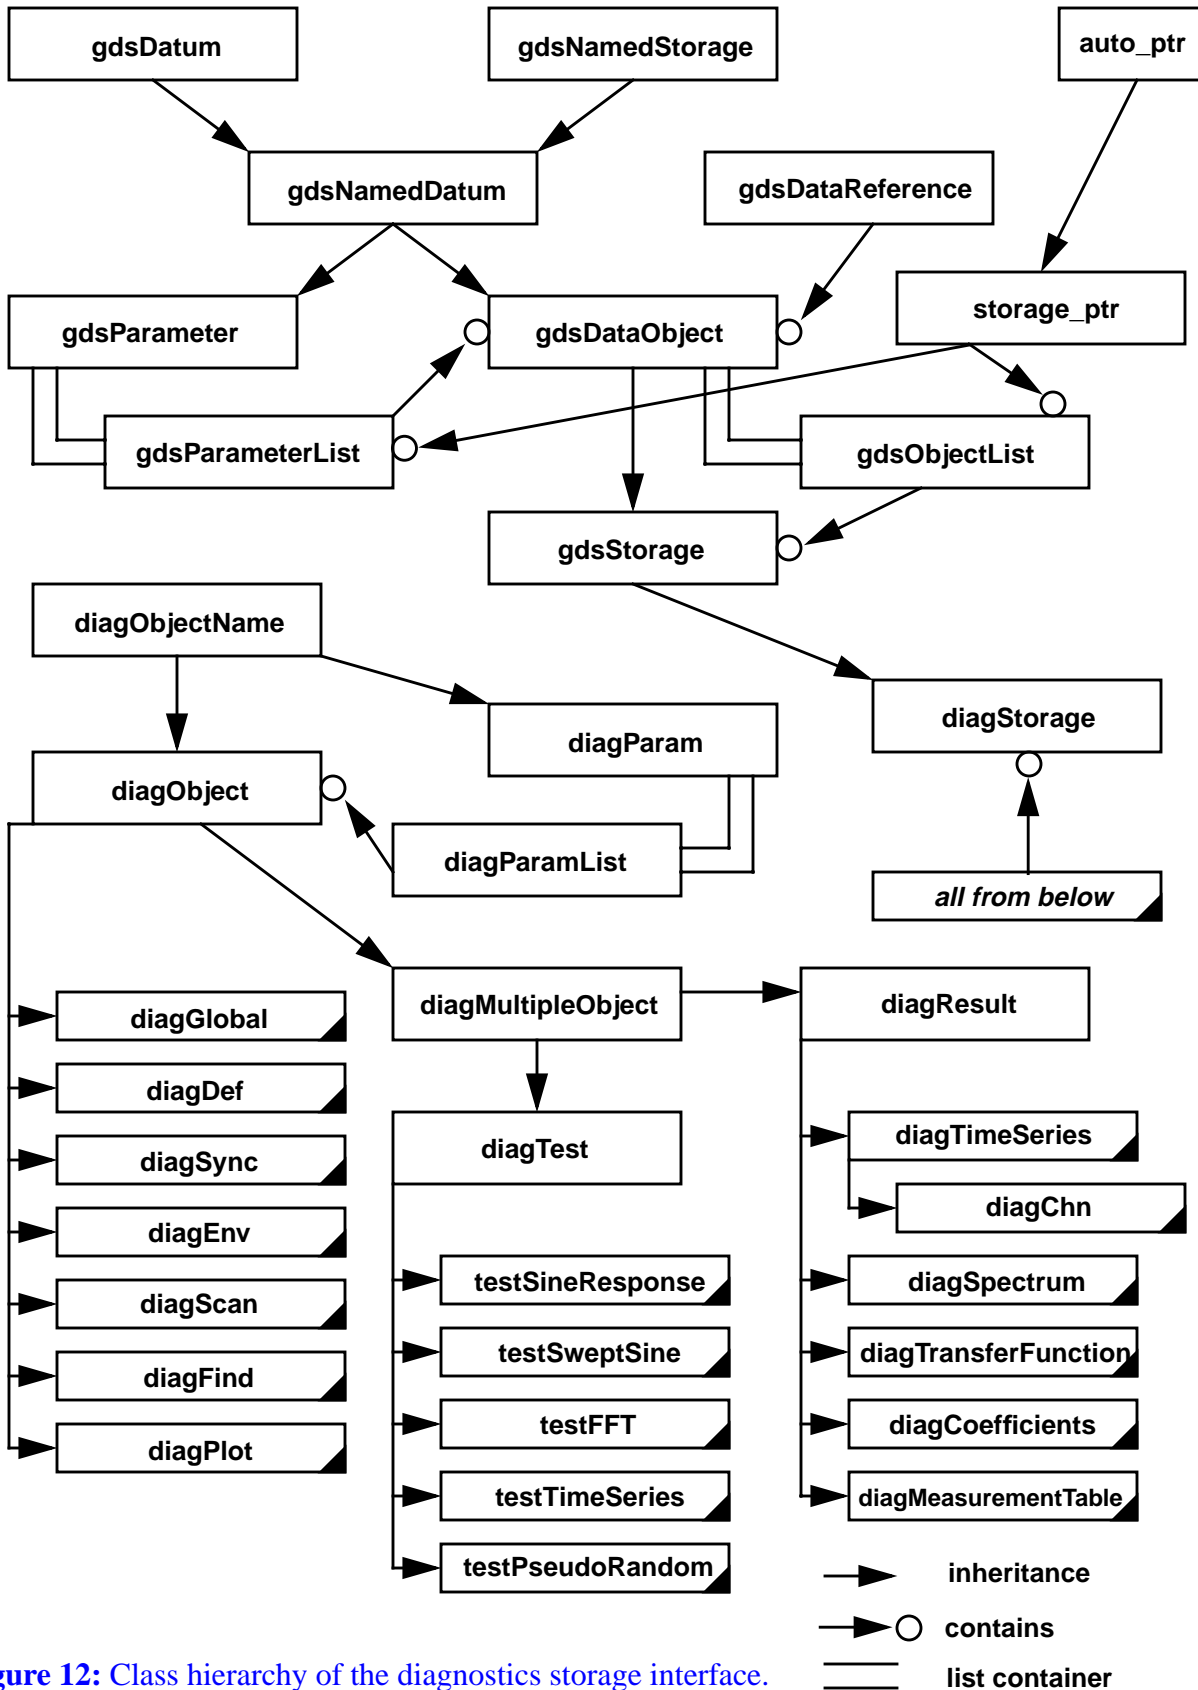 gdsDatum
gdsNamedStorage
auto_ptr
gdsNamedDatum
gdsDataReference
gdsParameter
gdsDataObject
storage_ptr
gdsParameterList
gdsObjectList
gdsStorage
diagObjectName
diagStorage
diagParam
diagObject
diagParamList
all from below
diagMultipleObject
diagResult
diagGlobal
diagDef
diagSync
diagEnv
diagScan
diagFind
diagPlot
diagTest
testSineResponse
testSweptSine
testFFT
testTimeSeries
testPseudoRandom
diagTimeSeries
diagChn
diagSpectrum
diagTransferFunction
diagCoefficients
diagMeasurementTable
inheritance
contains
list container
gure 12: Class hierarchy of the diagnostics storage interface.